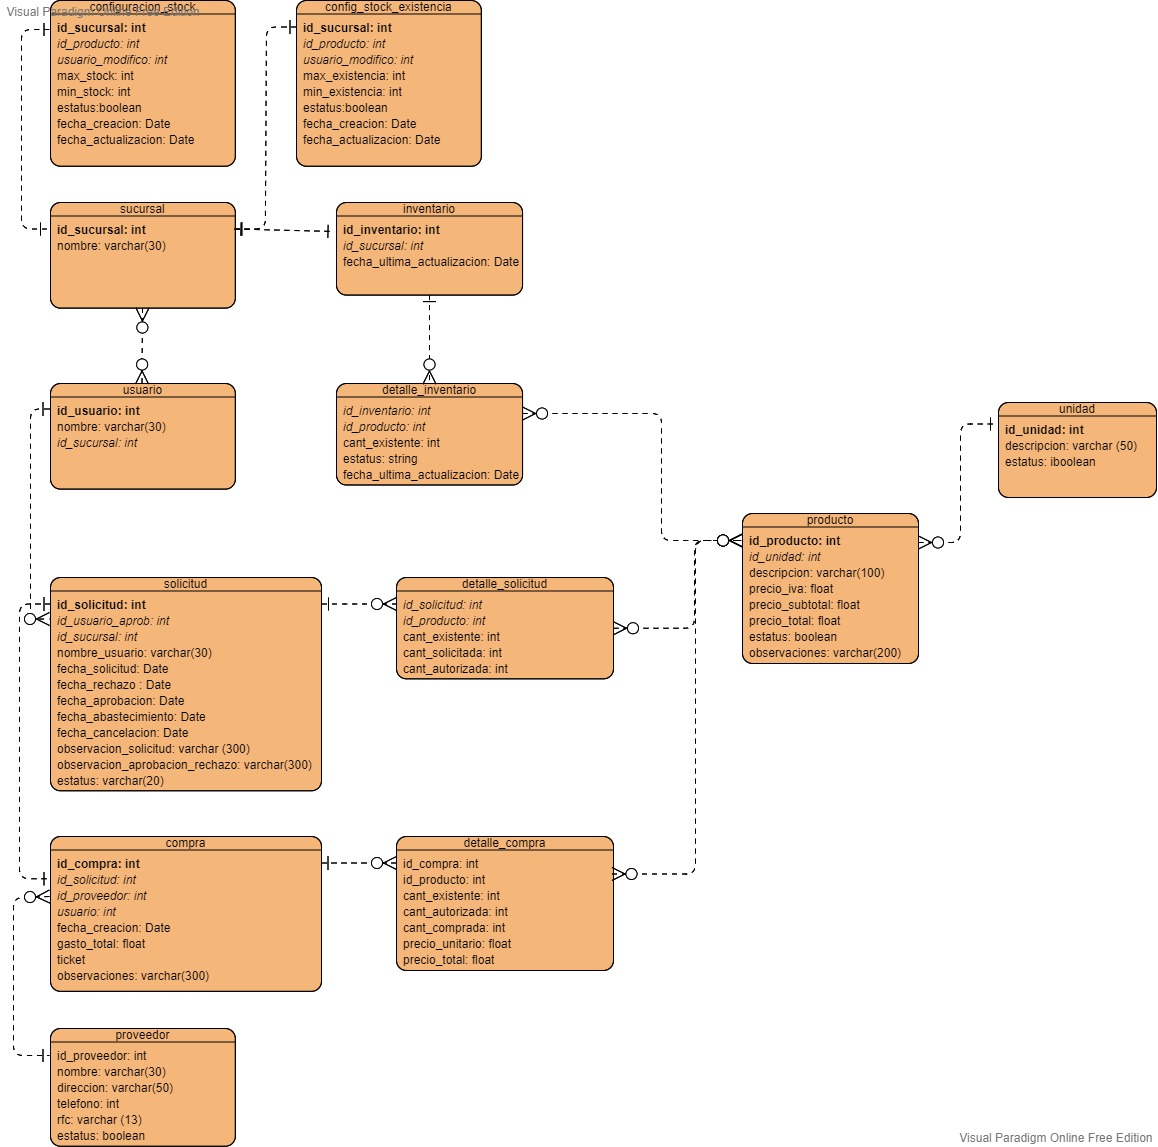 Visual Paradigm Online Free Edition
configuracion_stock
id_sucursal: int
id_producto: int
usuario_modifico: int
max_stock: int
min_stock: int
estatus:boolean
fecha_creacion: Date
fecha_actualizacion: Date
config_stock_existencia
id_sucursal: int
id_producto: int
usuario_modifico: int
max_existencia: int
min_existencia: int
estatus:boolean
fecha_creacion: Date
fecha_actualizacion: Date
sucursal
id_sucursal: int
nombre: varchar(30)
inventario
id_inventario: int
id_sucursal: int
fecha_ultima_actualizacion: Date
usuario
id_usuario: int
nombre: varchar(30)
id_sucursal: int
detalle_inventario
id_inventario: int
id_producto: int
cant_existente: int
estatus: string
fecha_ultima_actualizacion: Date
unidad
id_unidad: int
descripcion: varchar (50)
estatus: iboolean
producto
id_producto: int
id_unidad: int
descripcion: varchar(100)
precio_iva: float
precio_subtotal: float
precio_total: float
estatus: boolean
observaciones: varchar(200)
solicitud
id_solicitud: int
id_usuario_aprob: int
id_sucursal: int
nombre_usuario: varchar(30)
fecha_solicitud: Date
fecha_rechazo : Date
fecha_aprobacion: Date
fecha_abastecimiento: Date
fecha_cancelacion: Date
observacion_solicitud: varchar (300)
observacion_aprobacion_rechazo: varchar(300)
estatus: varchar(20)
detalle_solicitud
id_solicitud: int
id_producto: int
cant_existente: int
cant_solicitada: int
cant_autorizada: int
compra
id_compra: int
id_solicitud: int
id_proveedor: int
usuario: int
fecha_creacion: Date
gasto_total: float
ticket
observaciones: varchar(300)
detalle_compra
id_compra: int
id_producto: int
cant_existente: int
cant_autorizada: int
cant_comprada: int
precio_unitario: float
precio_total: float
proveedor
id_proveedor: int
nombre: varchar(30)
direccion: varchar(50)
telefono: int
rfc: varchar (13)
estatus: boolean
Visual Paradigm Online Free Edition